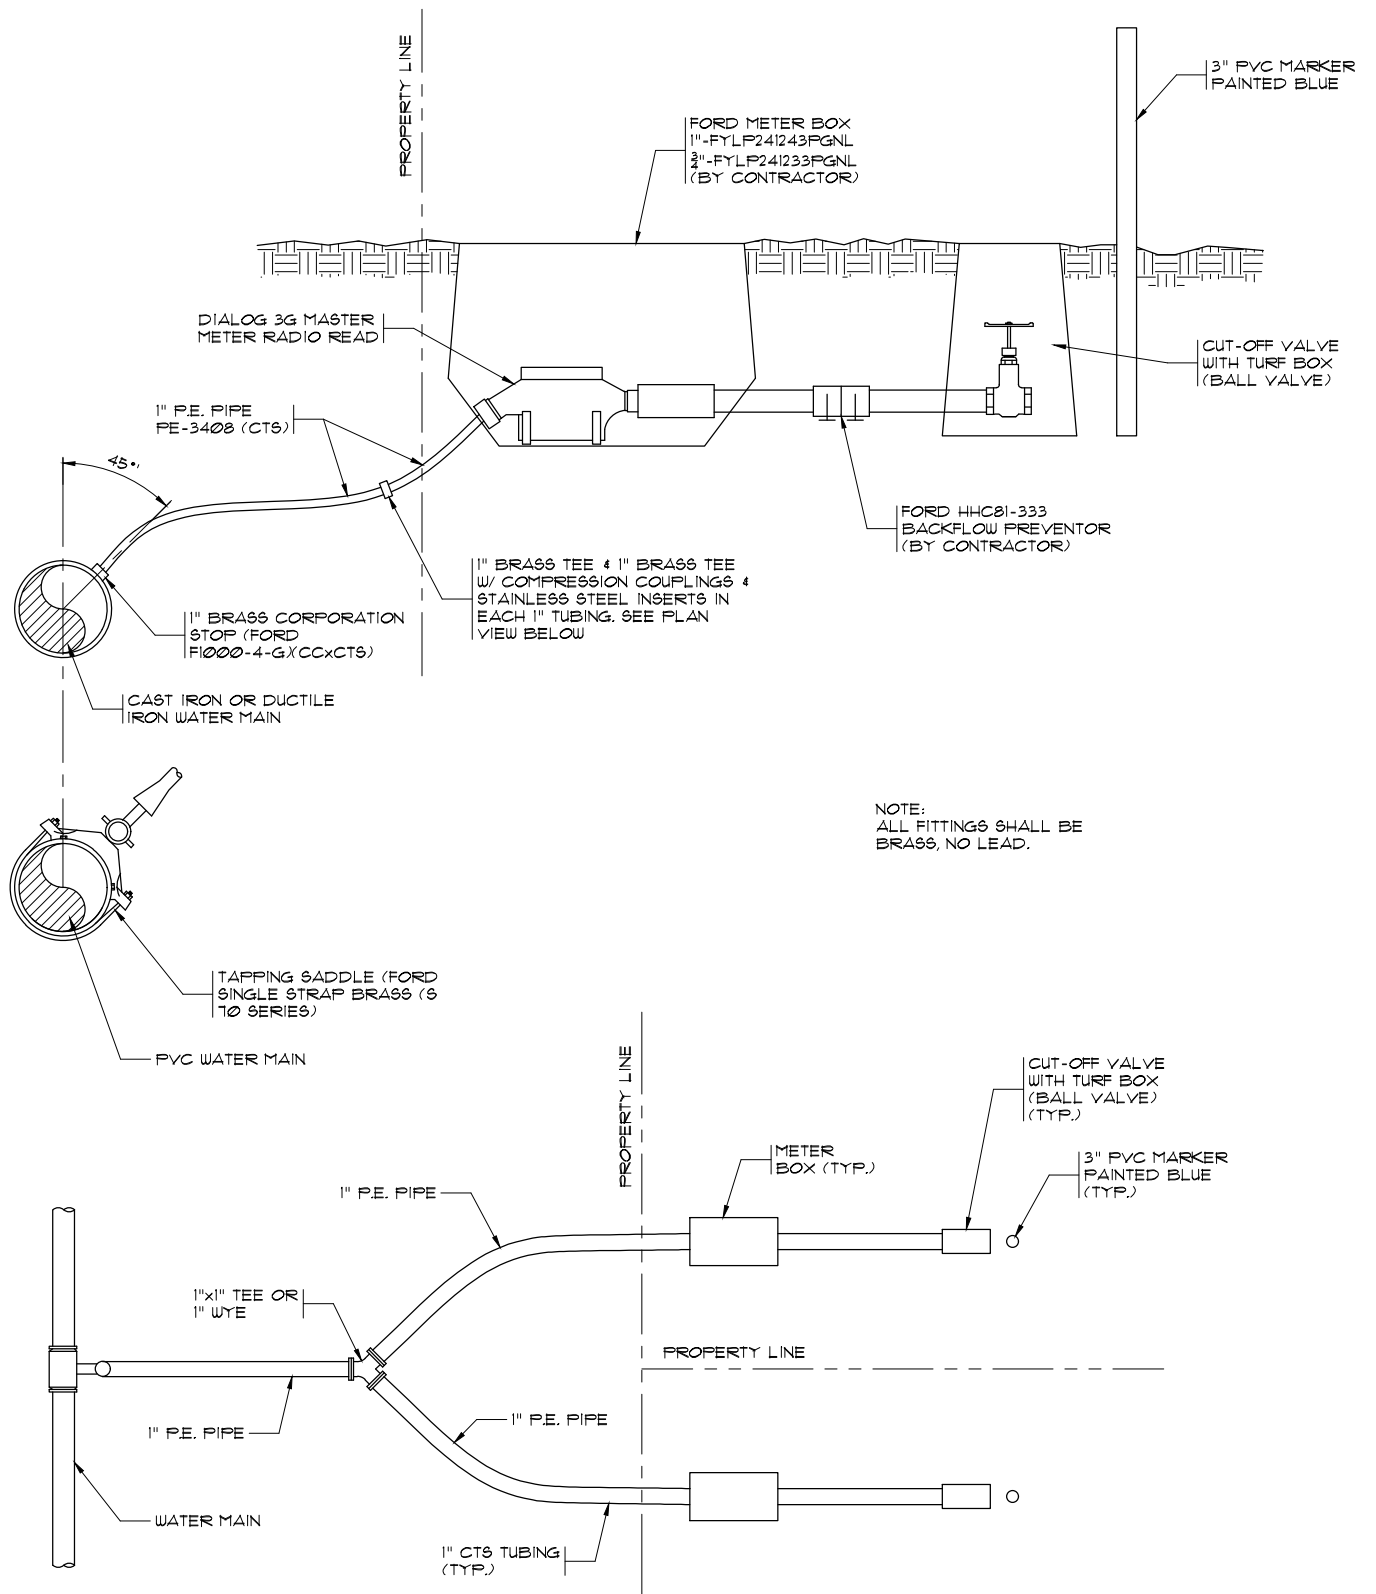 PROPERTY LINE
3" PVC MARKER
PAINTED BLUE
FORD METER BOX
1"-FYLP241243PGNL
3/4"-FYLP241233PGNL
(BY CONTRACTOR)
DIALOG 3G MASTER
METER RADIO READ
CUT-OFF VALVE
WITH TURF BOX
(BALL VALVE)
1" P.E. PIPE
PE-3408 (CTS)
45°
FORD HHC81-333
BACKFLOW PREVENTOR
(BY CONTRACTOR)
1" BRASS TEE & 1" BRASS TEE
W/ COMPRESSION COUPLINGS &
STAINLESS STEEL INSERTS IN
EACH 1" TUBING. SEE PLAN
VIEW BELOW
1" BRASS CORPORATION
STOP (FORD
F1000-4-G)(CCxCTS)
CAST IRON OR DUCTILE
IRON WATER MAIN
NOTE:
ALL FITTINGS SHALL BE
BRASS, NO LEAD.
TAPPING SADDLE (FORD
SINGLE STRAP BRASS (S
70 SERIES)
PVC WATER MAIN
PROPERTY LINE
CUT-OFF VALVE
WITH TURF BOX
(BALL VALVE)
(TYP.)
METER
BOX (TYP.)
3" PVC MARKER
PAINTED BLUE
(TYP.)
1" P.E. PIPE
1"x1" TEE OR
1" WYE
PROPERTY LINE
1" P.E. PIPE
1" P.E. PIPE
WATER MAIN
1" CTS TUBING
(TYP.)